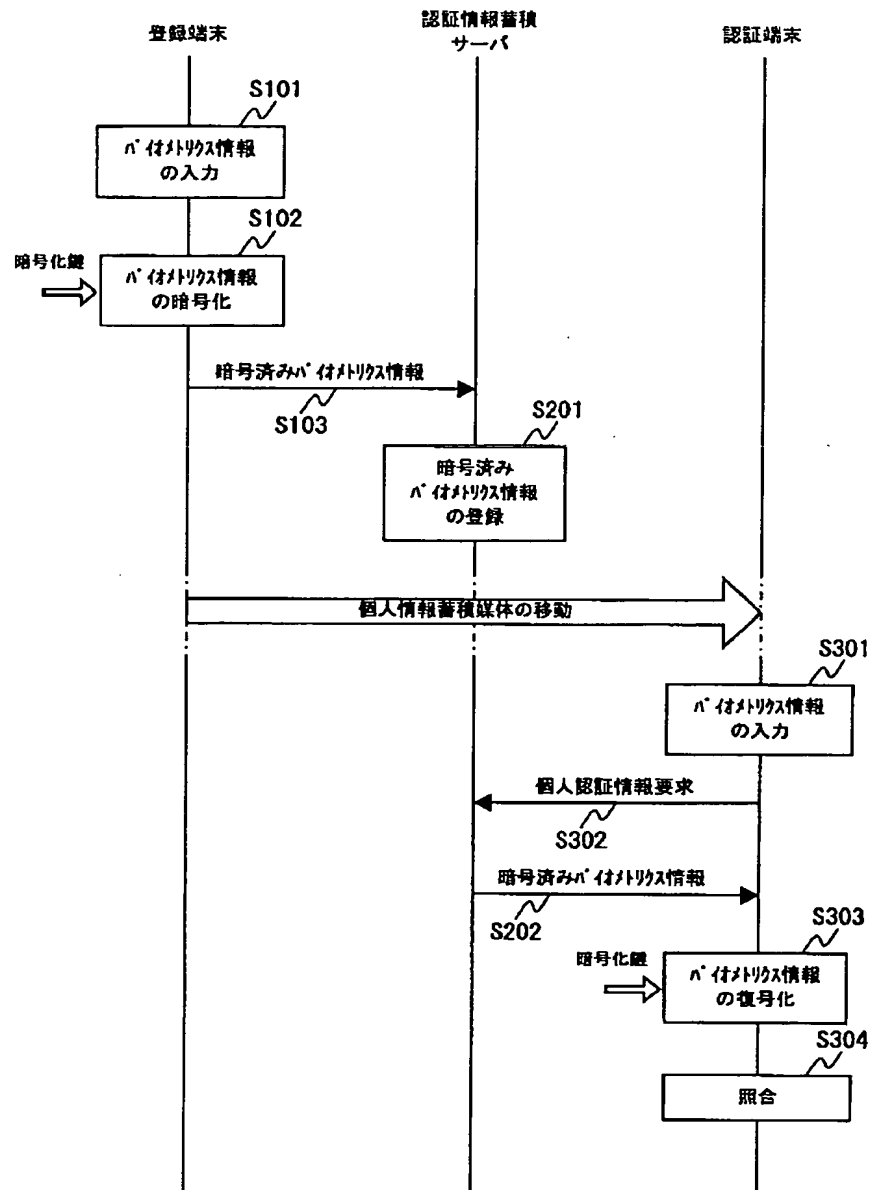 登録端末
認証情報蓄積
サーバ
認証端末
S101
ﾊﾞｲｵﾒﾄﾘｸｽ情報
の入力
S102
暗号化鍵
ﾊﾞｲｵﾒﾄﾘｸｽ情報
の暗号化
暗号済みﾊﾞｲｵﾒﾄﾘｸｽ情報
S103
S201
暗号済み
ﾊﾞｲｵﾒﾄﾘｸｽ情報
の登録
個人情報蓄積媒体の移動
S301
ﾊﾞｲｵﾒﾄﾘｸｽ情報
の入力
個人認証情報要求
S302
暗号済みﾊﾞｲｵﾒﾄﾘｸｽ情報
S202
S303
暗号化鍵
ﾊﾞｲｵﾒﾄﾘｸｽ情報
の復号化
S304
照合